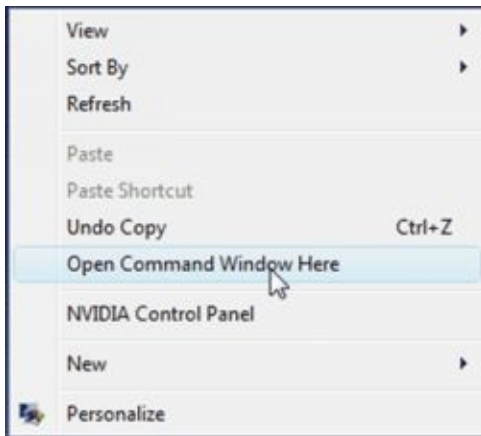 View
Sort By
Refresh
Paste
Paste Shortcut
Undo Copy Ctrl+Z
Open Command Window Here
NVIDIA Control Panel
New
Personalize